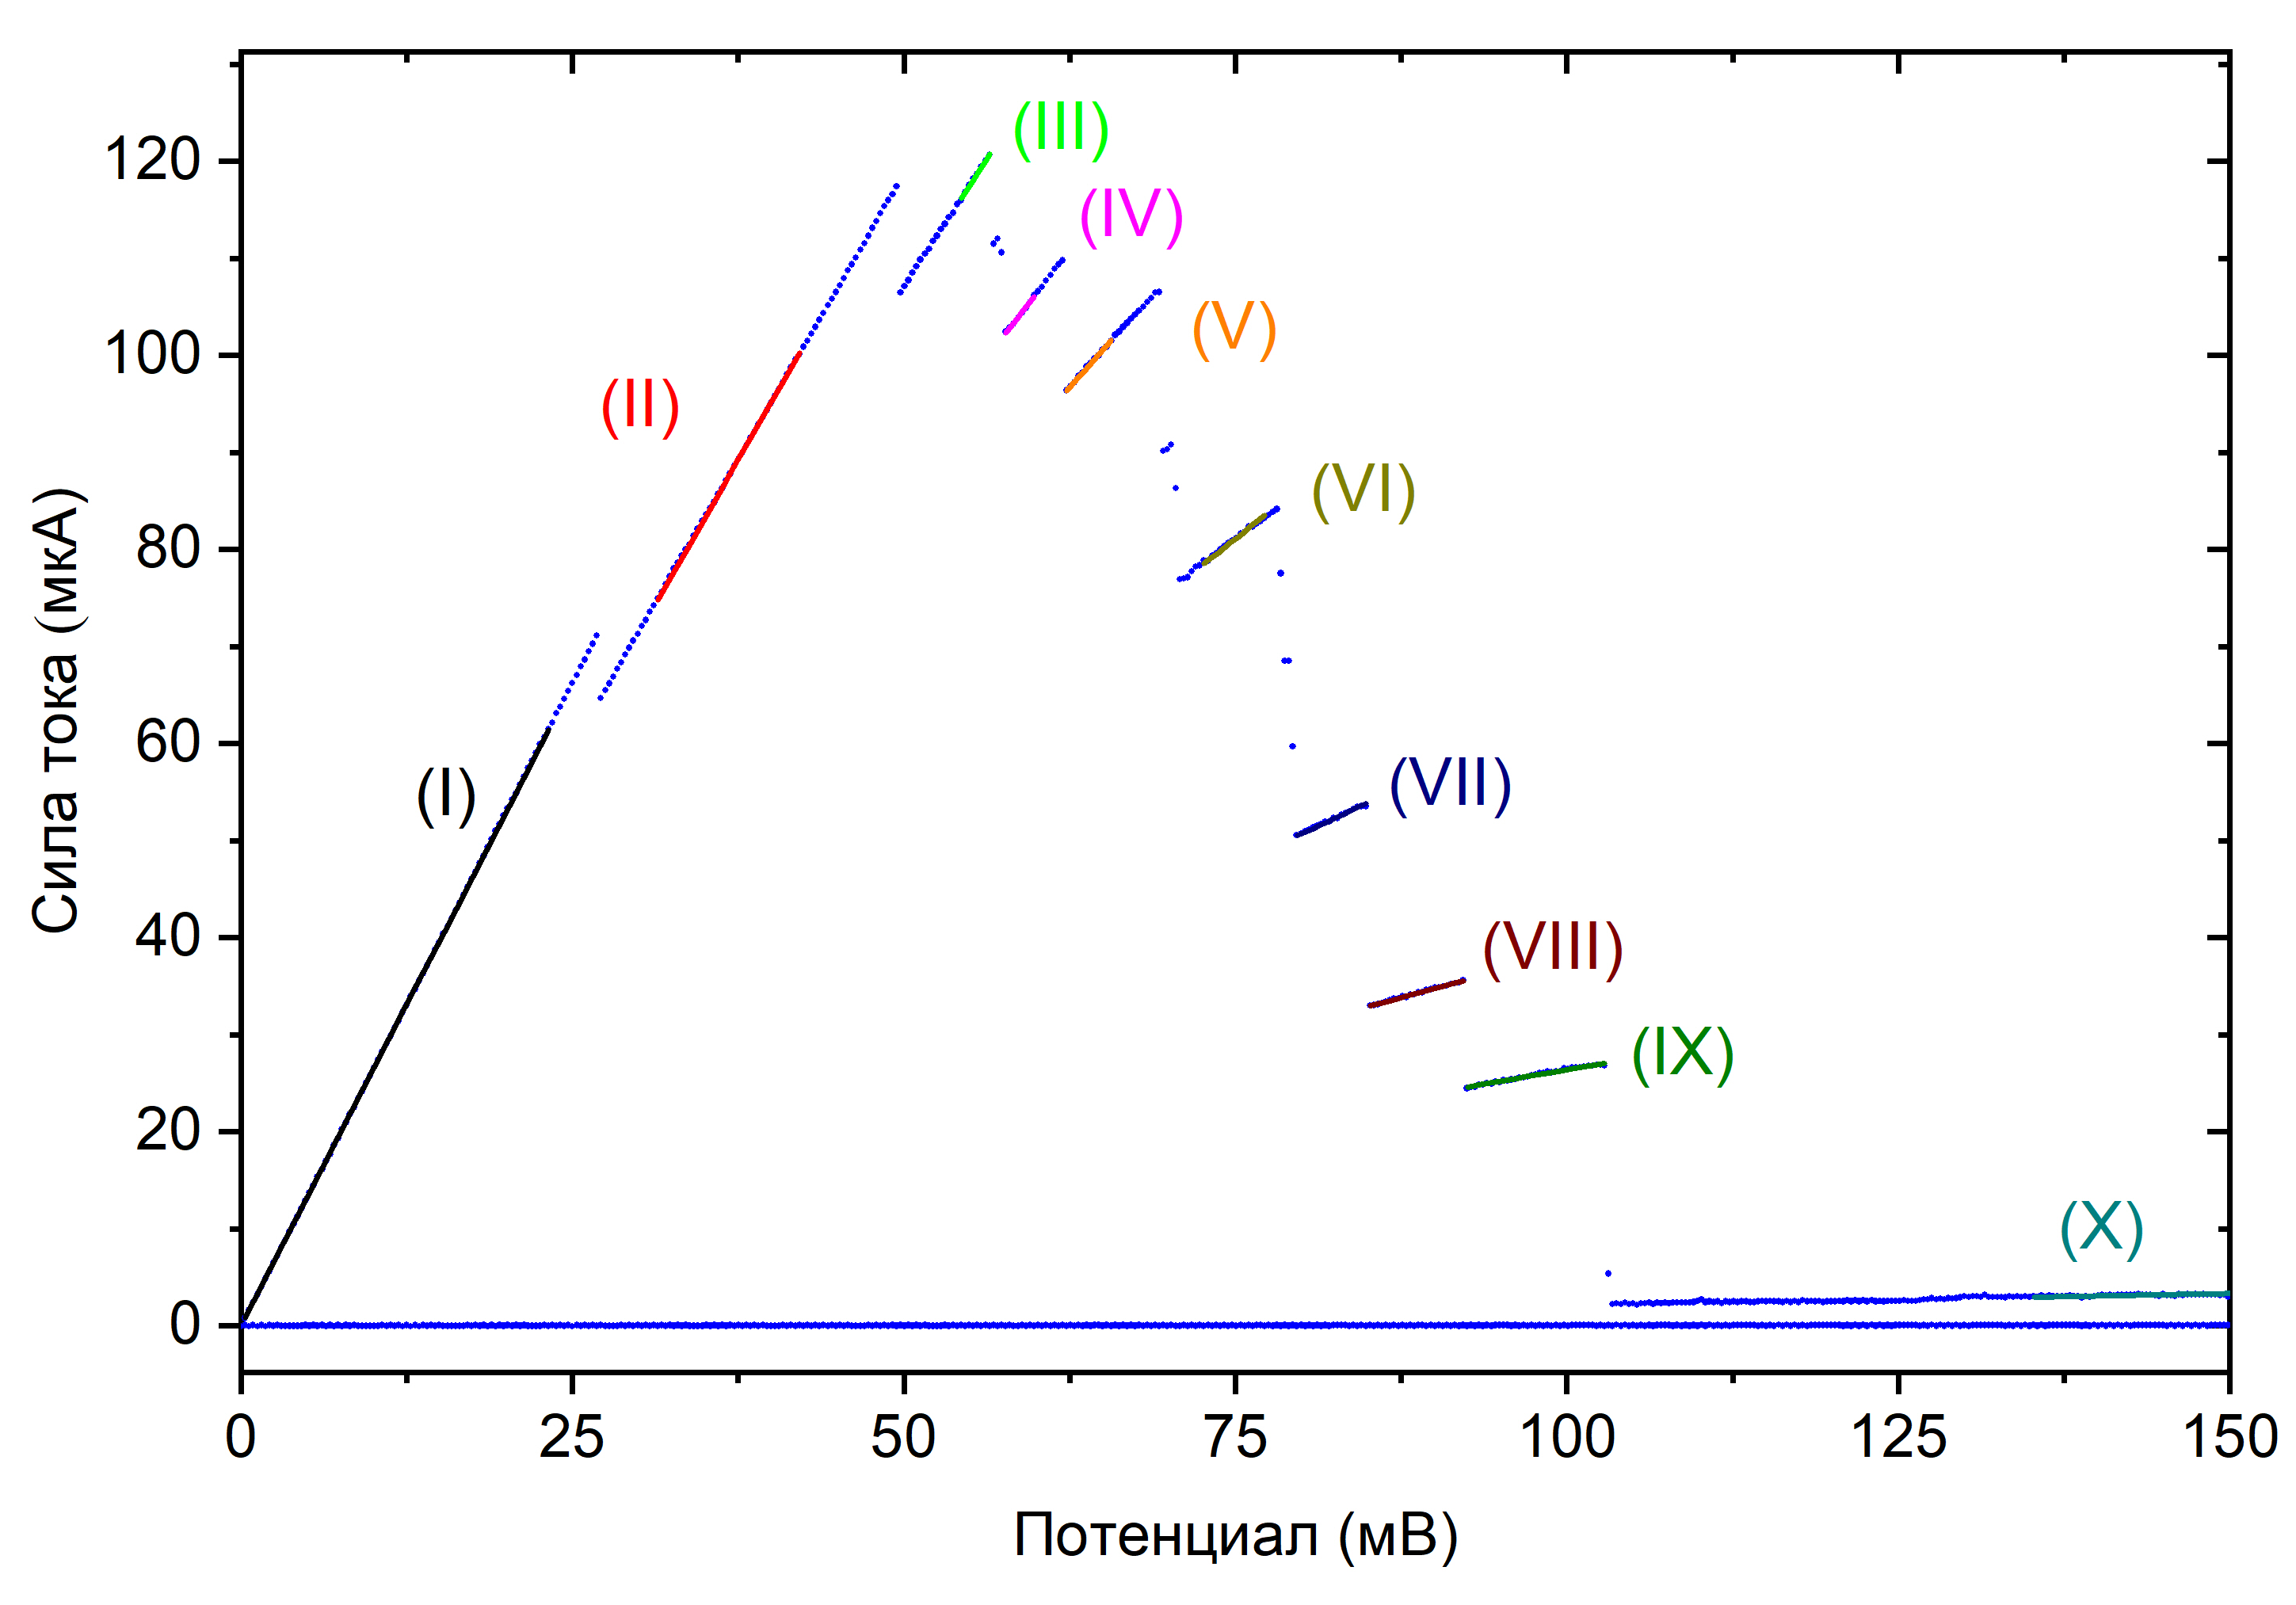 (III)
120
(IV)
(V)
100
(II)
(VI)
80
(I)
(VII)
60
(VIII)
40
(IX)
20
(X)
0
0 25 50 75 100 125 150
Потенциал (мВ)
Сила тока (мкА)